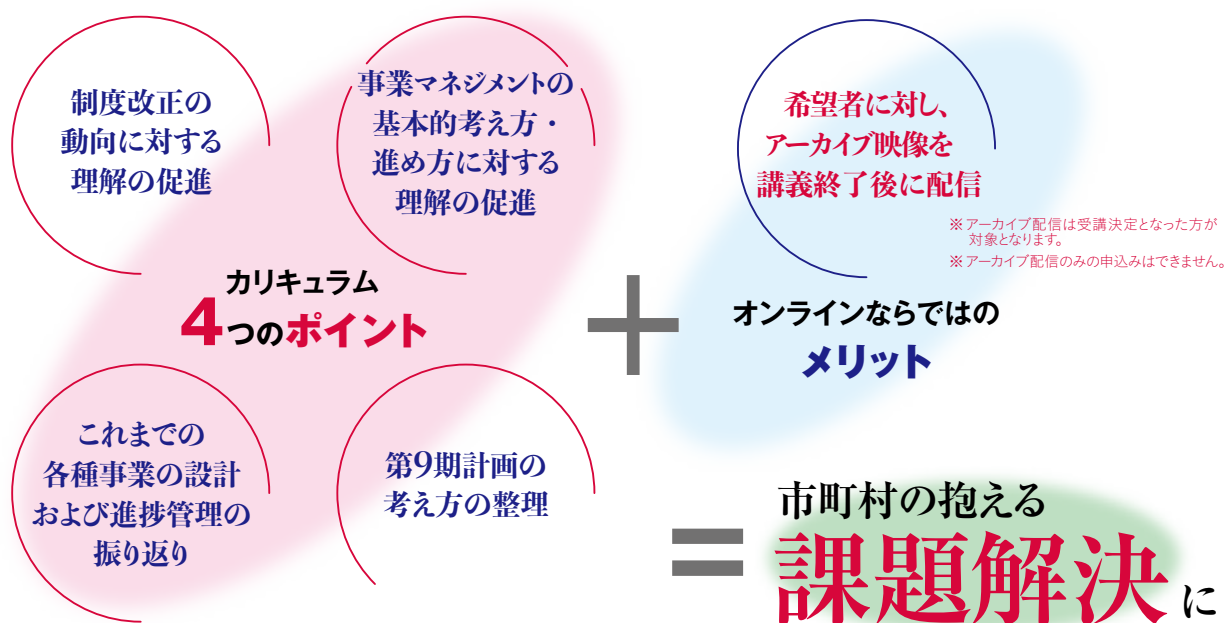 制度改正の
動向に対する
理解の促進
事業マネジメントの
基本的考え方・
進め方に対する
理解の促進
カリキュラム
4つのポイント
これまでの
各種事業の設計
および進捗管理の
振り返り
第9期計画の
考え方の整理
+
希望者に対し、
アーカイブ映像を
講義終了後に配信
※アーカイブ配信は受講決定となった方が
対象となります。
※アーカイブ配信のみの申込みはできません。
オンラインならではの
メリット
=
市町村の抱える
課題解決に